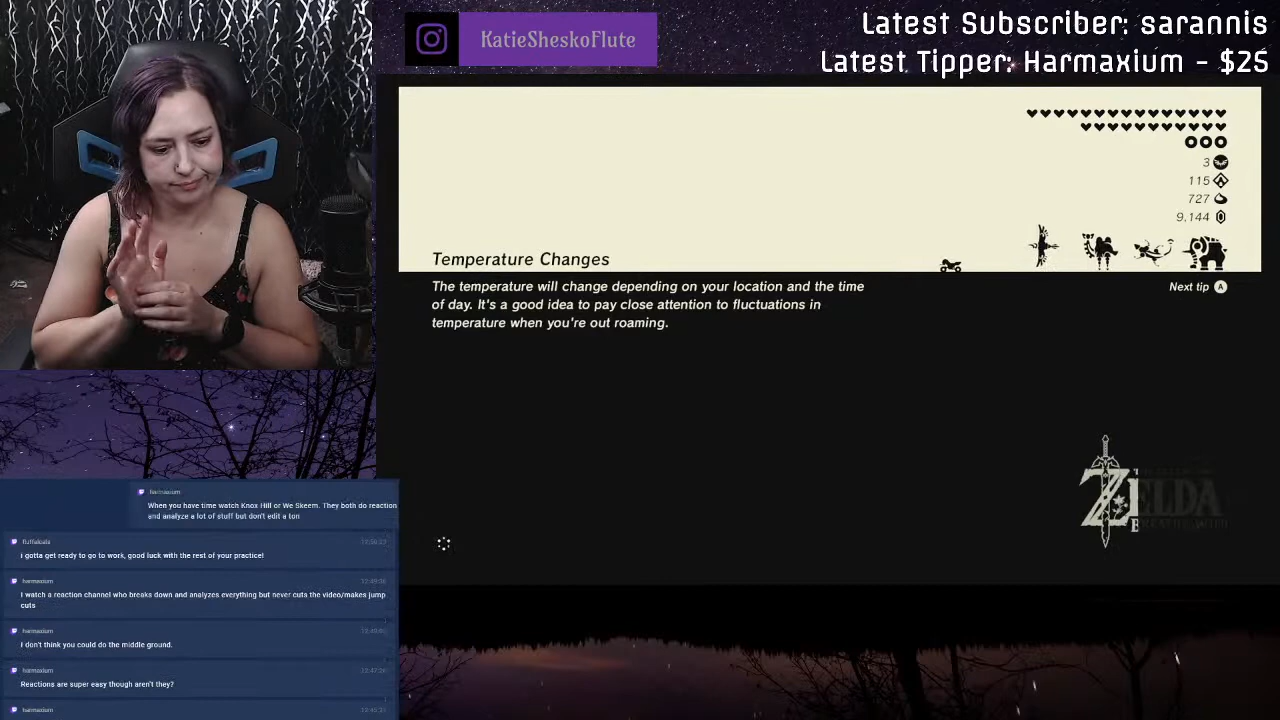 KatieSheskoFlute
Latest Subscriber: sarannis
Latest Tipper: Harmaxium - $25
3
115
727
9,144
Temperature Changes
The temperature will change depending on your location and the time
of day. It's a good idea to pay close attention to fluctuations in
temperature when you're out roaming.
Next tip A
ZELDA
harmaxium
When you have time watch Knox Hill or We Skeem. They both do reaction
and analyze a lot of stuff but don't edit a ton
fluffalcats
i gotta get ready to go to work, good luck with the rest of your practice!
harmaxium
I watch a reaction channel who breaks down and analyzes everything but never cuts the video/makes jump
cuts
harmaxium
I don't think you could do the middle ground.
harmaxium
Reactions are super easy though aren't they?
harmaxium